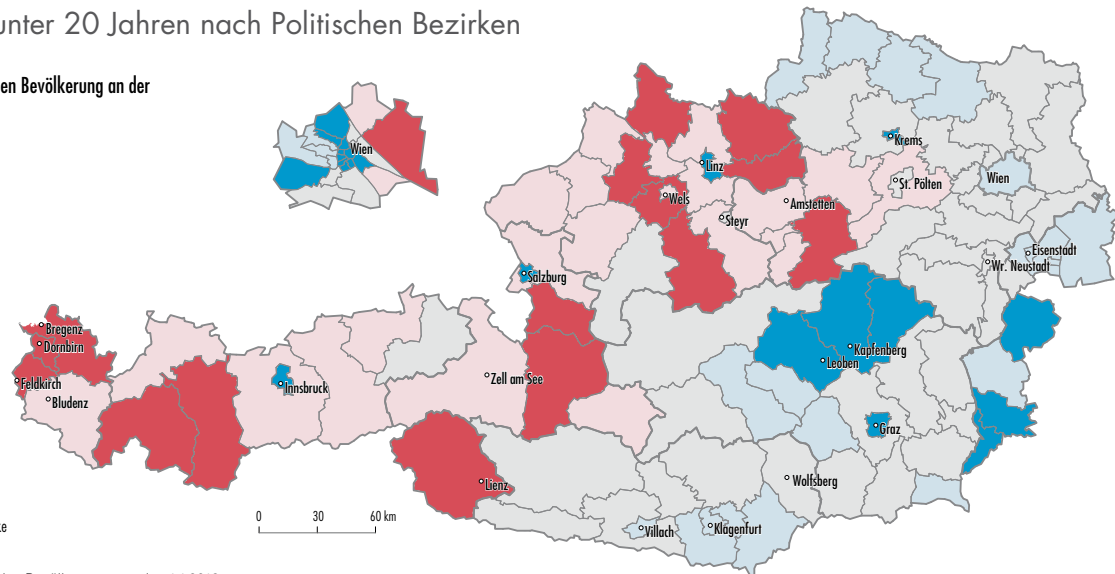 unter 20 Jahren nach Politischen Bezirken
en Bevölkerung an der
Wien
Krems
Linz
St. Pölten
Wien
Wels
Amstetten
Steyr
Eisenstadt
Wr. Neustadt
Salzburg
Bregenz
Dornbirn
Kapfenberg
Leoben
Feldkirch
Zell am See
Innsbruck
Bludenz
Graz
Lienz
Wolfsberg
0 30 60 km
Villach
Klagenfurt